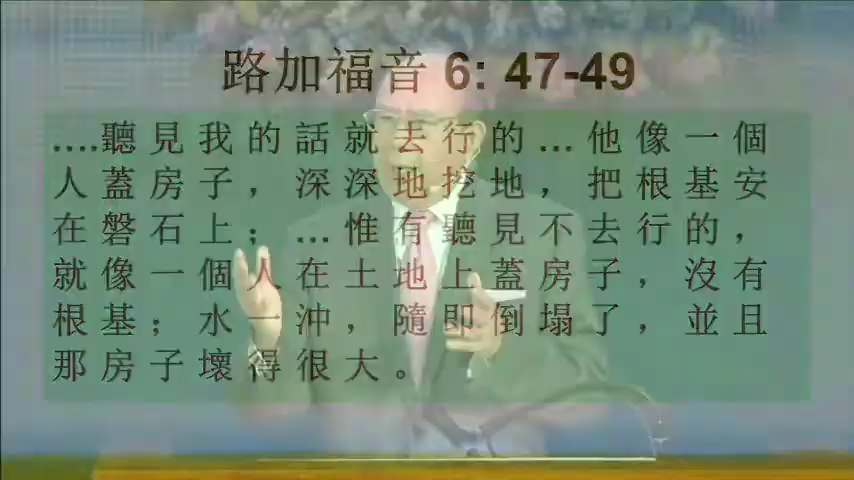 路加福音 6: 47-49
....聽見我的話就去行的...他像一個
人蓋房子，深深地挖地，把根基安
在磐石上；...惟有聽見不去行的，
就像一個人在土地上蓋房子，沒有
根基；水一沖，隨即倒塌了，並且
那房子壞得很大。